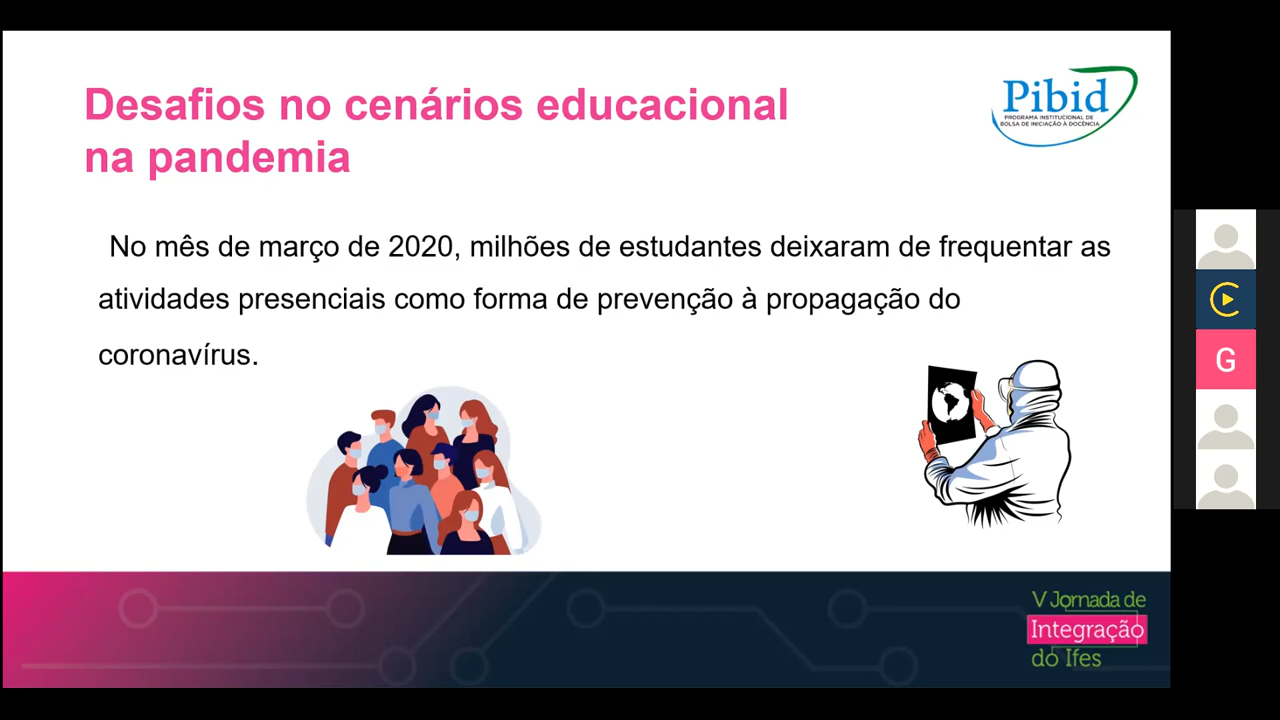 Desafios no cenários educacional
na pandemia
Pibid
PROGRAMA INSTITUCIONAL DE
BOLSA DE INICIAÇÃO À DOCÊNCIA
No mês de março de 2020, milhões de estudantes deixaram de frequentar as
atividades presenciais como forma de prevenção à propagação do
coronavírus.
G
V Jornada de
Integração
do Ifes